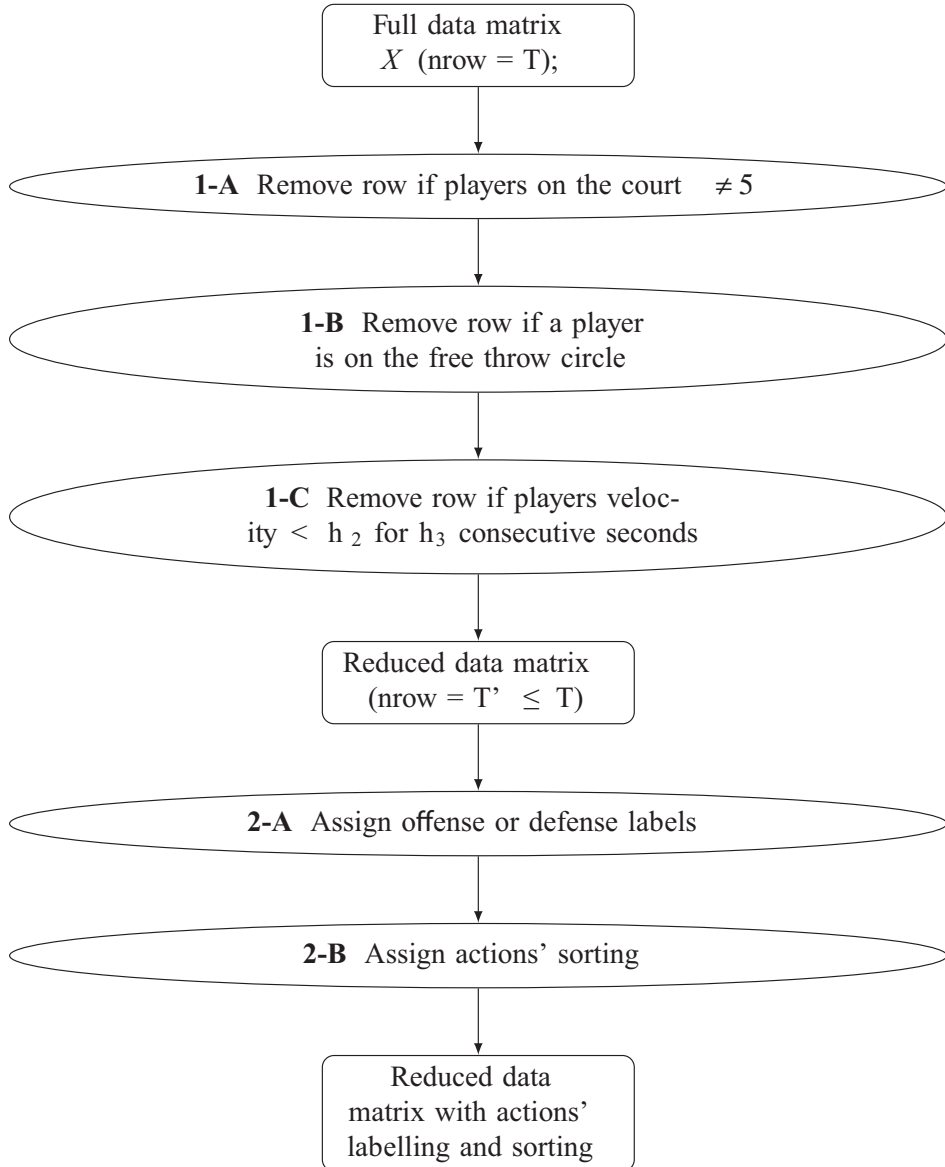 Full data matrix
X (nrow = T);
1-A Remove row if players on the court ≠ 5
1-B Remove row if a player
is on the free throw circle
1-C Remove row if players veloc-
ity < h₂ for h₃ consecutive seconds
Reduced data matrix
(nrow = T’ ≤ T)
2-A Assign offense or defense labels
2-B Assign actions’ sorting
Reduced data
matrix with actions’
labelling and sorting